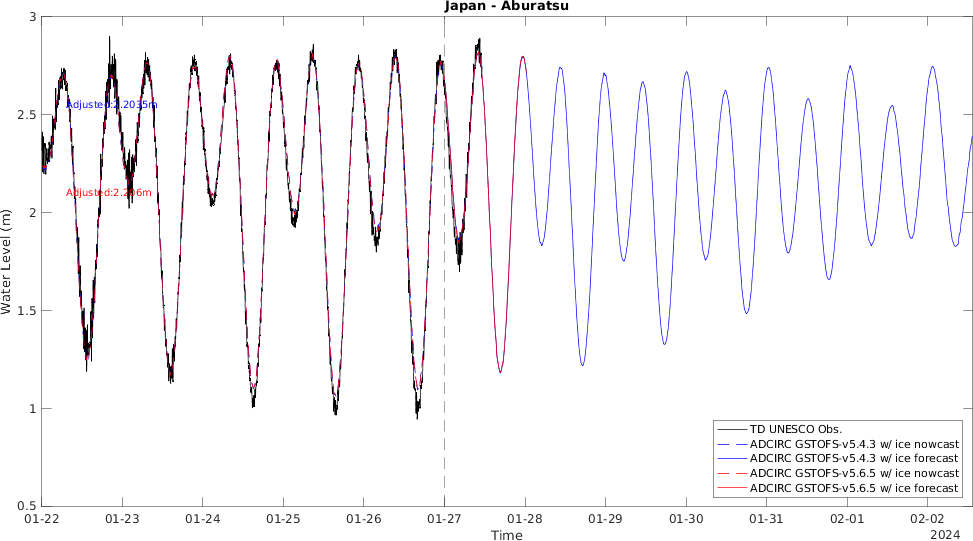 Japan - Aburatsu
Water Level (m)
3
2.5
2
1.5
1
0.5
Adjusted:2.2035m
Adjusted:2.206m
TD UNESCO Obs.
ADCIRC GSTOFS-v5.4.3 w/ ice nowcast
ADCIRC GSTOFS-v5.4.3 w/ ice forecast
ADCIRC GSTOFS-v5.6.5 w/ ice nowcast
ADCIRC GSTOFS-v5.6.5 w/ ice forecast
01-22 01-23 01-24 01-25 01-26 01-27 01-28 01-29 01-30 01-31 02-01 02-02
Time
2024